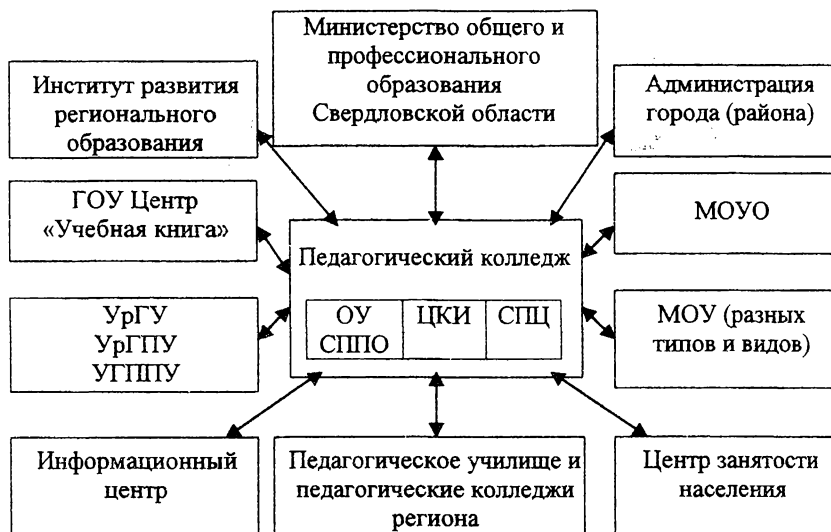 Министерство общего и
профессионального
образования
Свердловской области
Институт развития
регионального
образования
Администрация
города (района)
ГОУ Центр
«Учебная книга»
МОУО
Педагогический колледж
ОУ
СППО
ЦКИ
СПЦ
УрГУ
УрГПУ
УГППУ
МОУ (разных
типов и видов)
Информационный
центр
Педагогическое училище и
педагогические колледжи
региона
Центр занятости
населения